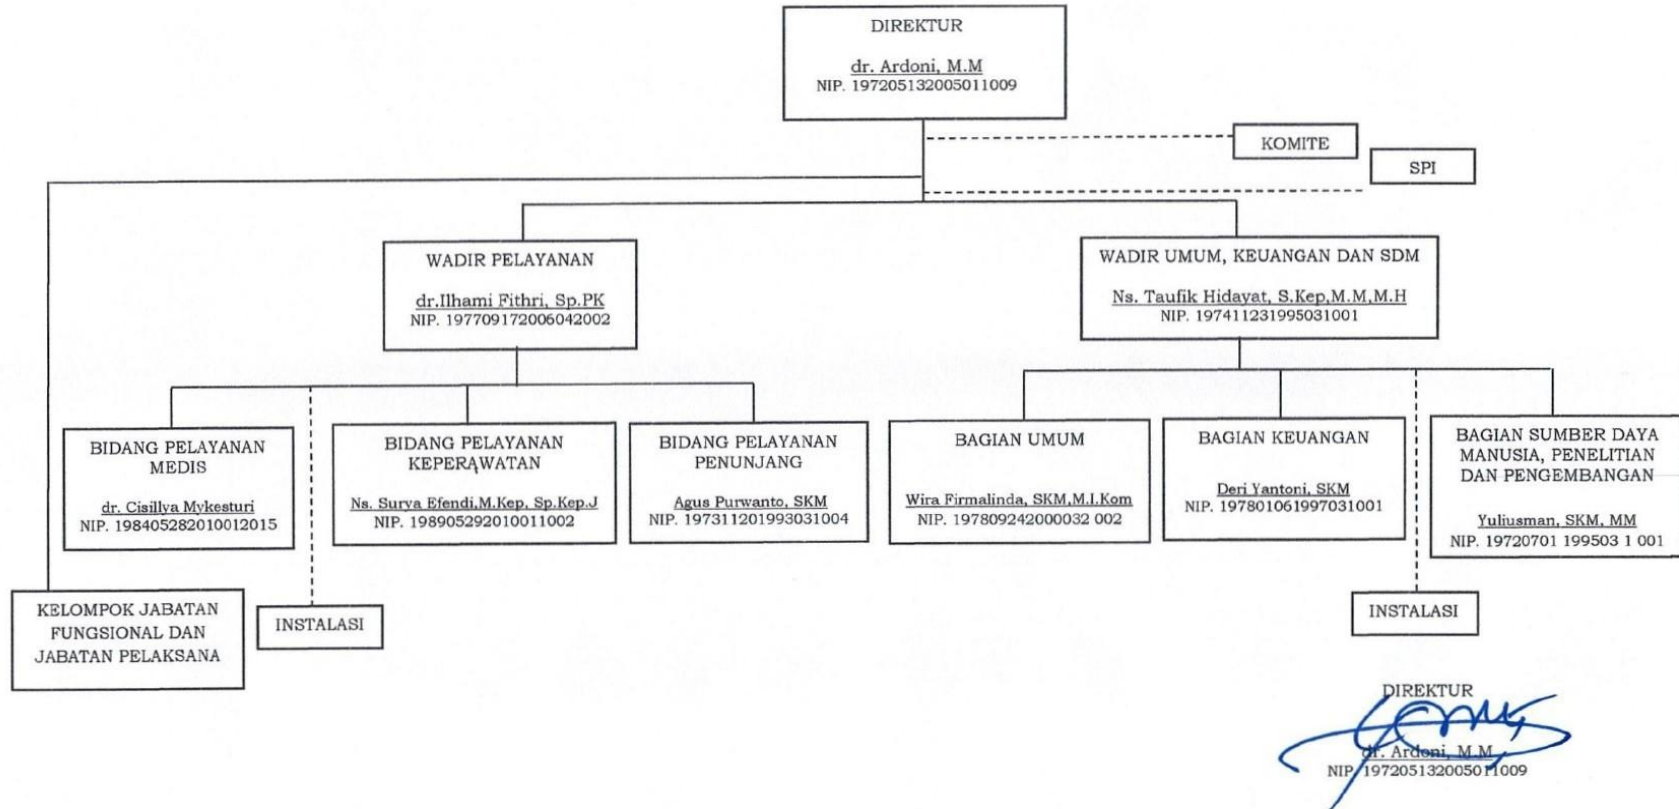 DIREKTUR
dr. Ardoni, M.M
NIP. 197205132005011009
KOMITE
SPI
WADIR PELAYANAN
dr.Ilhami Fithri, Sp.PK
NIP. 197709172006042002
WADIR UMUM, KEUANGAN DAN SDM
Ns. Taufik Hidayat, S.Kep,M.M,M.H
NIP. 197411231995031001
BIDANG PELAYANAN
MEDIS
dr. Cisillya Mykesturi
NIP. 198405282010012015
BIDANG PELAYANAN
KEPERAWATAN
Ns. Surya Efendi,M.Kep, Sp.Kep.J
NIP. 198905292010011002
BIDANG PELAYANAN
PENUNJANG
Agus Purwanto, SKM
NIP. 197311201993031004
BAGIAN UMUM
Wira Firmalinda, SKM,M.I.Kom
NIP. 197809242000032 002
BAGIAN KEUANGAN
Deri Yantoni, SKM
NIP. 197801061997031001
BAGIAN SUMBER DAYA
MANUSIA, PENELITIAN
DAN PENGEMBANGAN
Yuliusman, SKM, MM
NIP. 19720701 199503 1 001
KELOMPOK JABATAN
FUNGSIONAL DAN
JABATAN PELAKSANA
INSTALASI
INSTALASI
DIREKTUR
dr. Ardoni, M.M
NIP. 197205132005011009